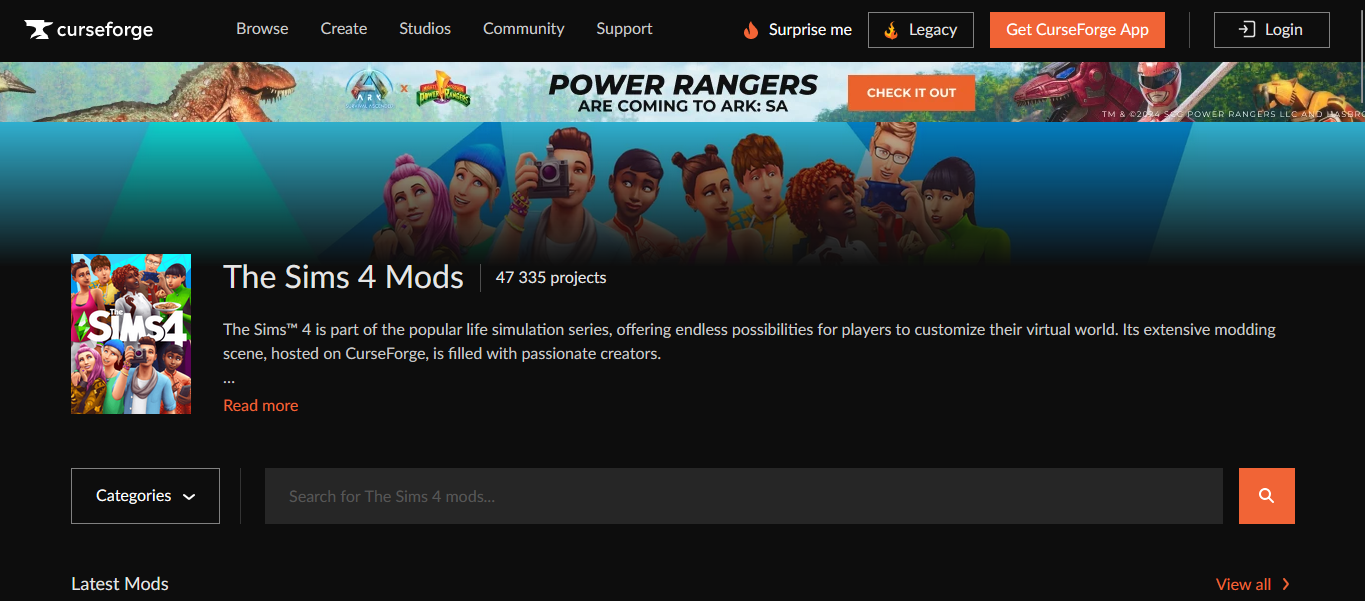 curseforge
Browse
Create
Studios
Community
Support
Surprise me
Legacy
Get CurseForge App
Login
ARK
x
POWER RANGERS
POWER RANGERS
ARE COMING TO ARK: SA
CHECK IT OUT
TM & ©2024 SCG POWER RANGERS LLC AND HASBRO
The Sims 4
The Sims 4 Mods
47 335 projects
The Sims™ 4 is part of the popular life simulation series, offering endless possibilities for players to customize their virtual world. Its extensive modding
scene, hosted on CurseForge, is filled with passionate creators.
...
Read more
Categories
Search for The Sims 4 mods...
Latest Mods
View all